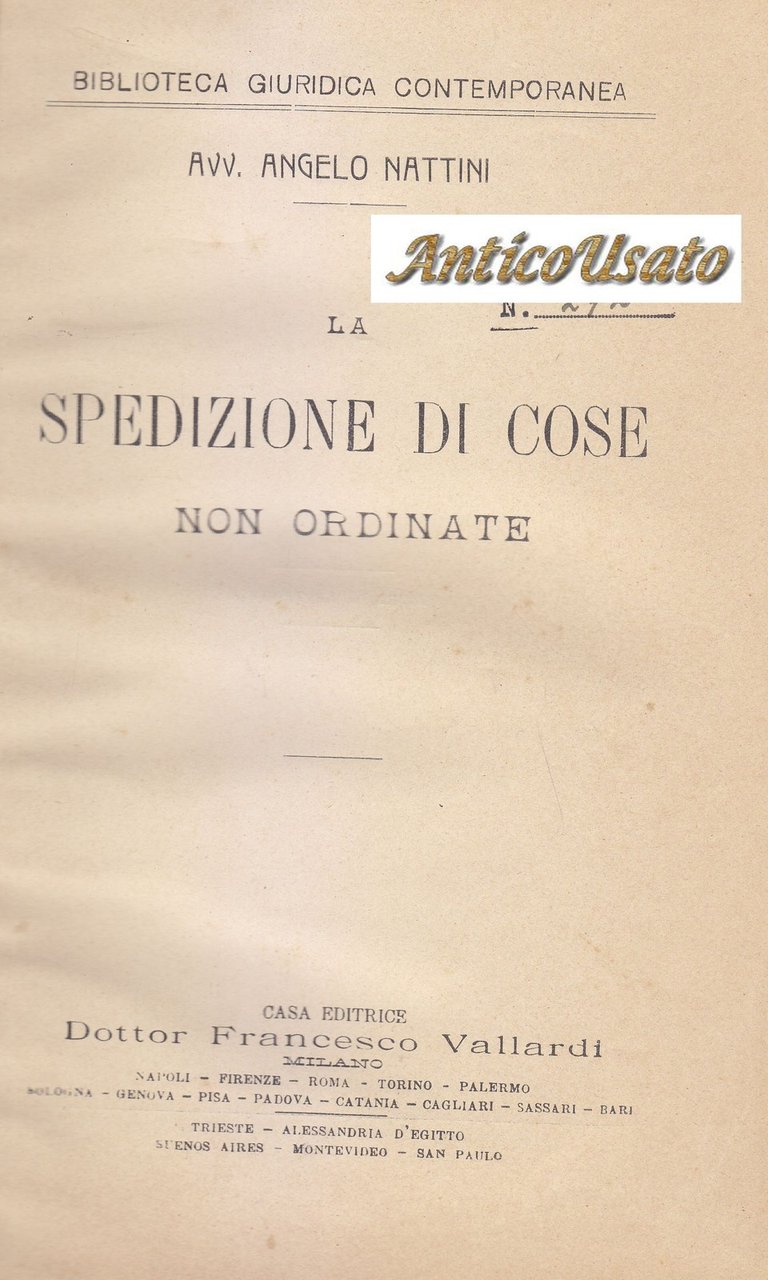 BIBLIOTECA GIURIDICA CONTEMPORANEA
AVV. ANGELO NATTINI
AnticoUsato
N.
LA
SPEDIZIONE DI COSE
NON ORDINATE
CASA EDITRICE
Dottor Francesco Vallardi
MILANO
NAPOLI - FIRENZE - ROMA - TORINO - PALERMO
BOLOGNA - GENOVA - PISA - PADOVA - CATANIA - CAGLIARI - SASSARI - BARI
TRIESTE - ALESSANDRIA D'EGITTO
BUENOS AIRES - MONTEVIDEO - SAN PAULO